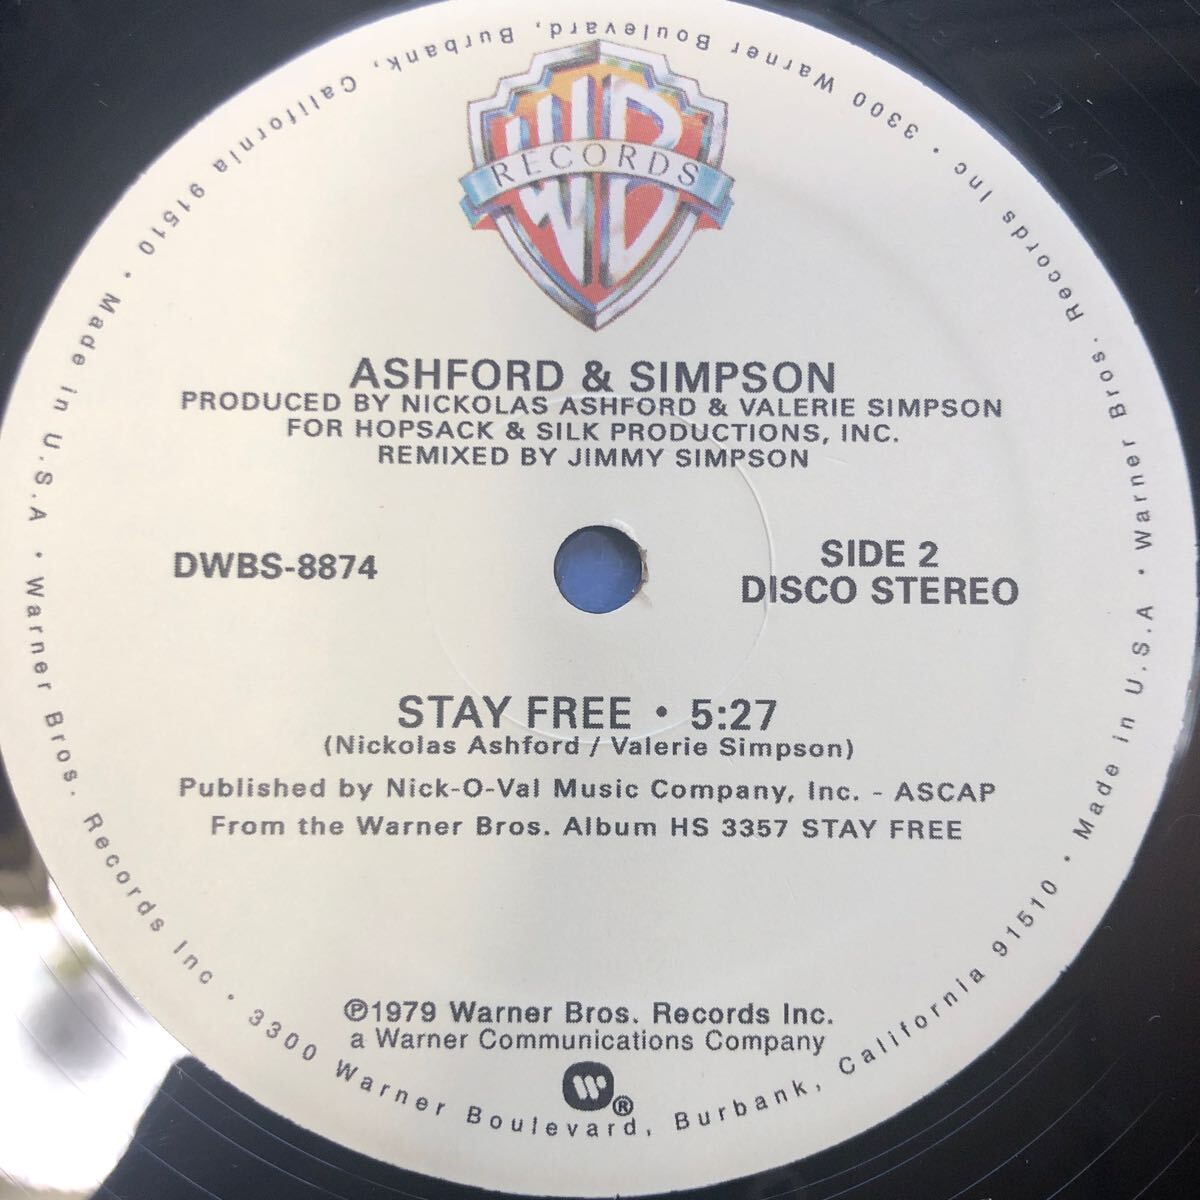 WB
RECORDS
ASHFORD & SIMPSON
PRODUCED BY NICKOLAS ASHFORD & VALERIE SIMPSON
FOR HOPSACK & SILK PRODUCTIONS, INC.
REMIXED BY JIMMY SIMPSON
DWBS-8874
SIDE 2
DISCO STEREO
STAY FREE • 5:27
(Nickolas Ashford / Valerie Simpson)
Published by Nick-O-Val Music Company, Inc. - ASCAP
From the Warner Bros. Album HS 3357 STAY FREE
℗1979 Warner Bros. Records Inc.
a Warner Communications Company
W®
Warner Bros. Records Inc • 3300 Warner Boulevard, Burbank, California 91510 • Made in U.S.A • Warner Bros. Records Inc • 3300 Warner Boulevard, Burbank, California 91510 • Made in U.S.A •